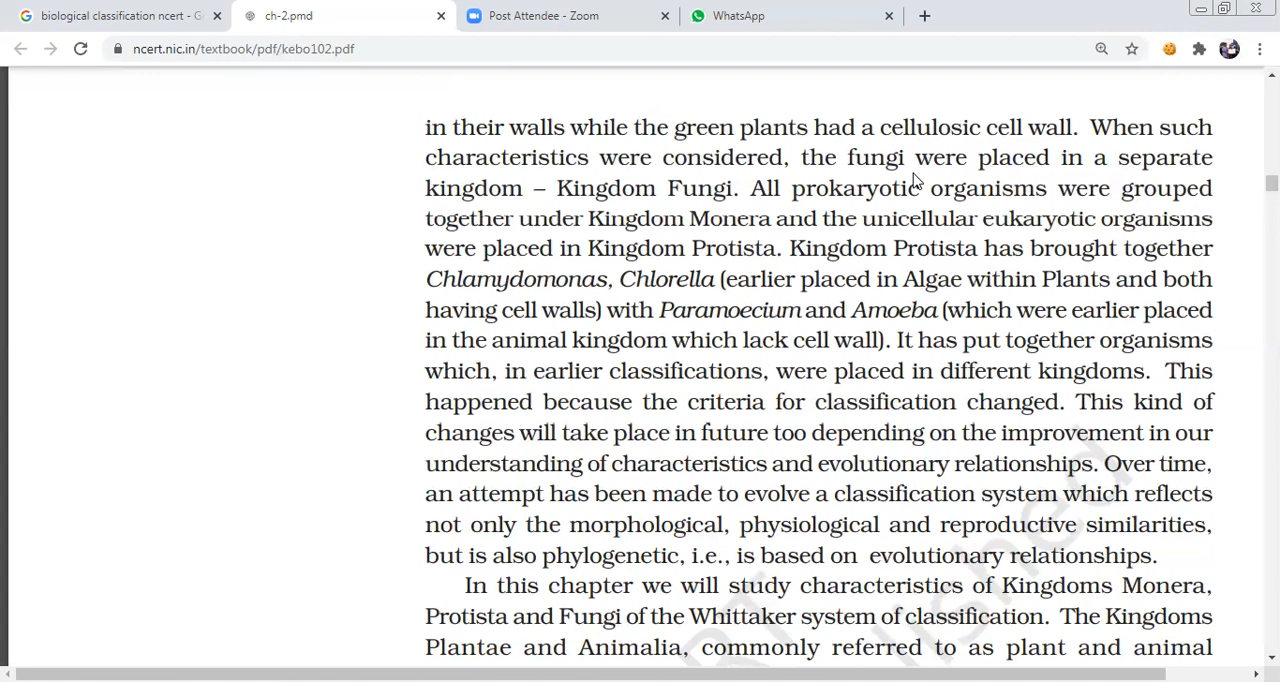 biological classification ncert - G
ch-2.pmd
Post Attendee - Zoom
WhatsApp
ncert.nic.in/textbook/pdf/kebo102.pdf
in their walls while the green plants had a cellulosic cell wall. When such
characteristics were considered, the fungi were placed in a separate
kingdom – Kingdom Fungi. All prokaryotic organisms were grouped
together under Kingdom Monera and the unicellular eukaryotic organisms
were placed in Kingdom Protista. Kingdom Protista has brought together
Chlamydomonas, Chlorella (earlier placed in Algae within Plants and both
having cell walls) with Paramoecium and Amoeba (which were earlier placed
in the animal kingdom which lack cell wall). It has put together organisms
which, in earlier classifications, were placed in different kingdoms. This
happened because the criteria for classification changed. This kind of
changes will take place in future too depending on the improvement in our
understanding of characteristics and evolutionary relationships. Over time,
an attempt has been made to evolve a classification system which reflects
not only the morphological, physiological and reproductive similarities,
but is also phylogenetic, i.e., is based on evolutionary relationships.
In this chapter we will study characteristics of Kingdoms Monera,
Protista and Fungi of the Whittaker system of classification. The Kingdoms
Plantae and Animalia, commonly referred to as plant and animal